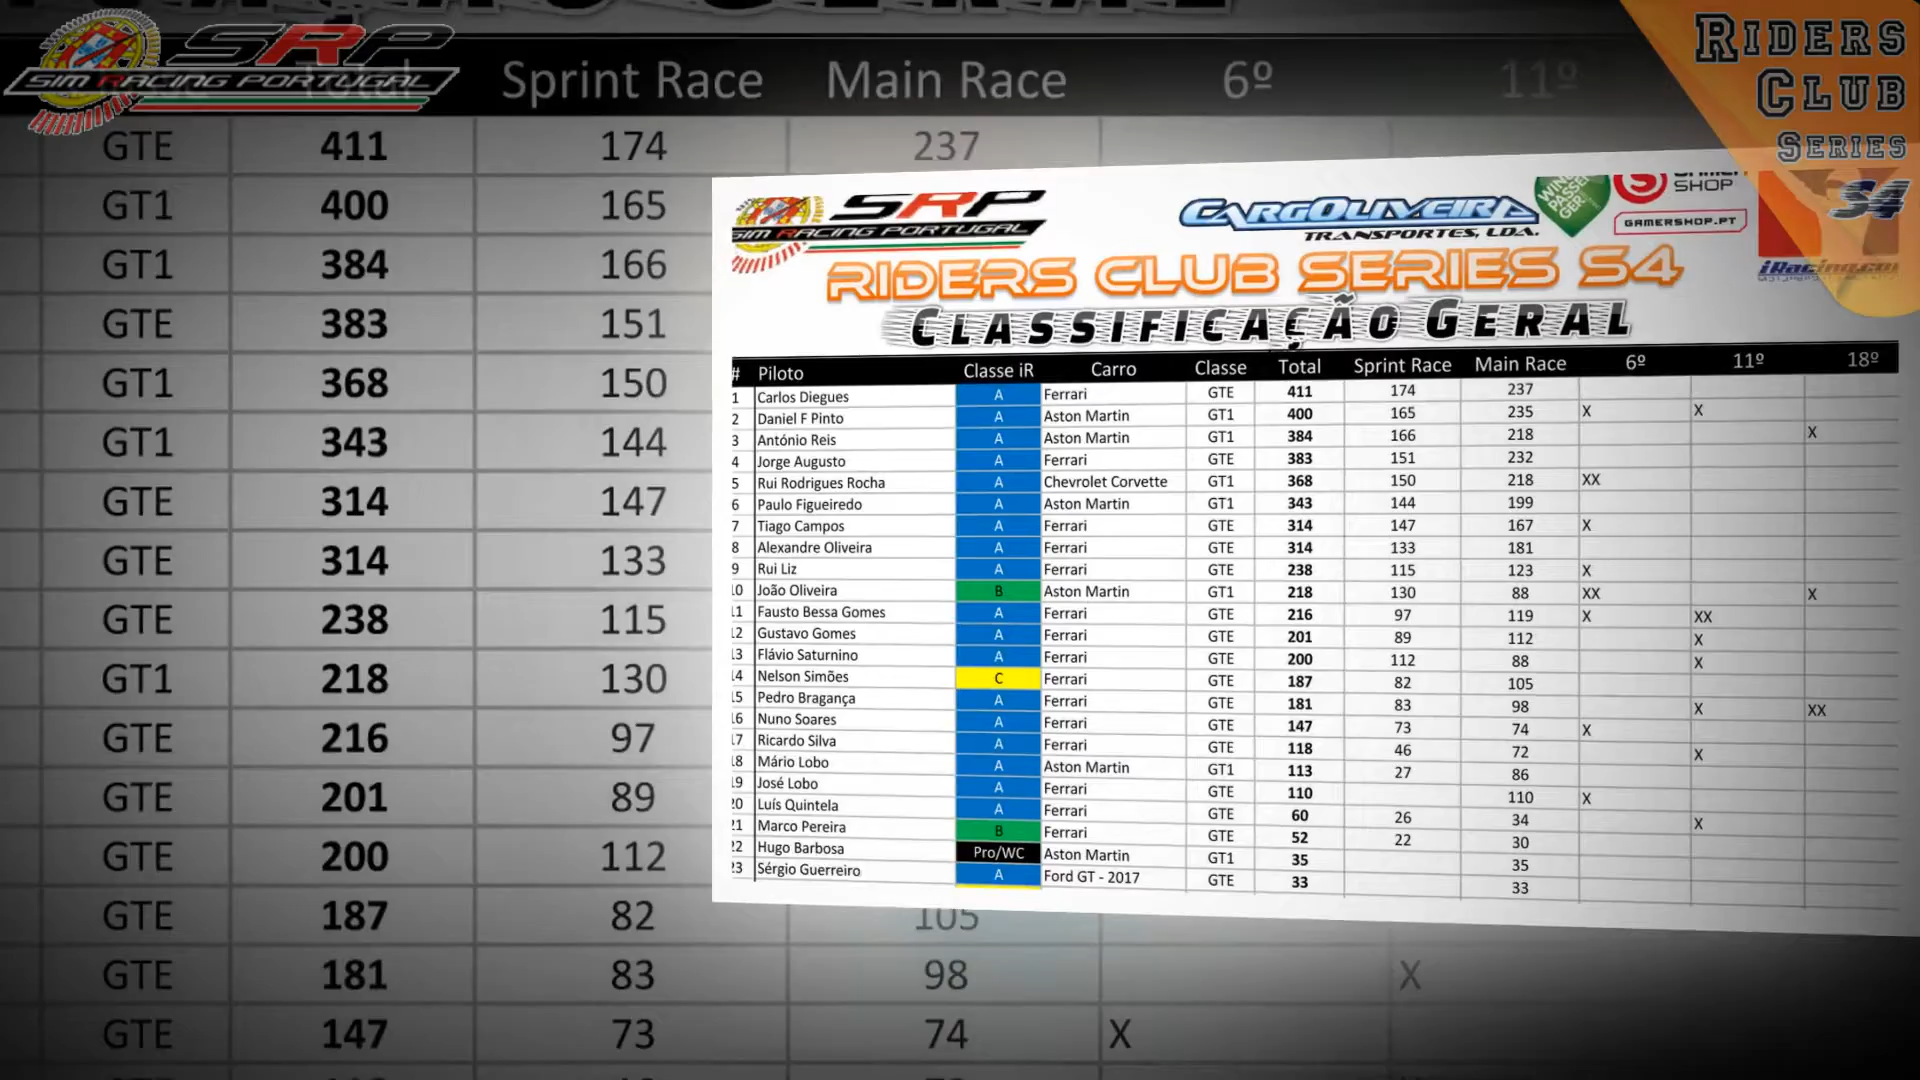 SRP
SIM RACING PORTUGAL
RIDERS
CLUB
SERIES
S4
Total Sprint Race Main Race 6º 11º
GTE 411 174 237
GT1 400 165
GT1 384 166
GTE 383 151
GT1 368 150
GT1 343 144
GTE 314 147
GTE 314 133
GTE 238 115
GT1 218 130
GTE 216 97
GTE 201 89
GTE 200 112
GTE 187 82 105
GTE 181 83 98 X
GTE 147 73 74 X
SRP
SIM RACING PORTUGAL
CARGOLIVEIRA
TRANSPORTES, LDA.
WIND
PASSEN
GER
SHOP
GAMERSHOP.PT
iRacing.com
RIDERS CLUB SERIES S4
CLASSIFICAÇÃO GERAL
# Piloto Classe iR Carro Classe Total Sprint Race Main Race 6º 11º 18º
1 Carlos Diegues A Ferrari GTE 411 174 237
2 Daniel F Pinto A Aston Martin GT1 400 165 235 X X
3 António Reis A Aston Martin GT1 384 166 218 X
4 Jorge Augusto A Ferrari GTE 383 151 232
5 Rui Rodrigues Rocha A Chevrolet Corvette GT1 368 150 218 XX
6 Paulo Figueiredo A Aston Martin GT1 343 144 199
7 Tiago Campos A Ferrari GTE 314 147 167 X
8 Alexandre Oliveira A Ferrari GTE 314 133 181
9 Rui Liz A Ferrari GTE 238 115 123 X
10 João Oliveira B Aston Martin GT1 218 130 88 XX X
11 Fausto Bessa Gomes A Ferrari GTE 216 97 119 X XX
12 Gustavo Gomes A Ferrari GTE 201 89 112 X
13 Flávio Saturnino A Ferrari GTE 200 112 88 X
14 Nelson Simões C Ferrari GTE 187 82 105
15 Pedro Bragança A Ferrari GTE 181 83 98 X XX
16 Nuno Soares A Ferrari GTE 147 73 74 X
17 Ricardo Silva A Ferrari GTE 118 46 72 X
18 Mário Lobo A Aston Martin GT1 113 27 86
19 José Lobo A Ferrari GTE 110 110 X
20 Luís Quintela A Ferrari GTE 60 26 34 X
21 Marco Pereira B Ferrari GTE 52 22 30
22 Hugo Barbosa Pro/WC Aston Martin GT1 35 35
23 Sérgio Guerreiro A Ford GT - 2017 GTE 33 33